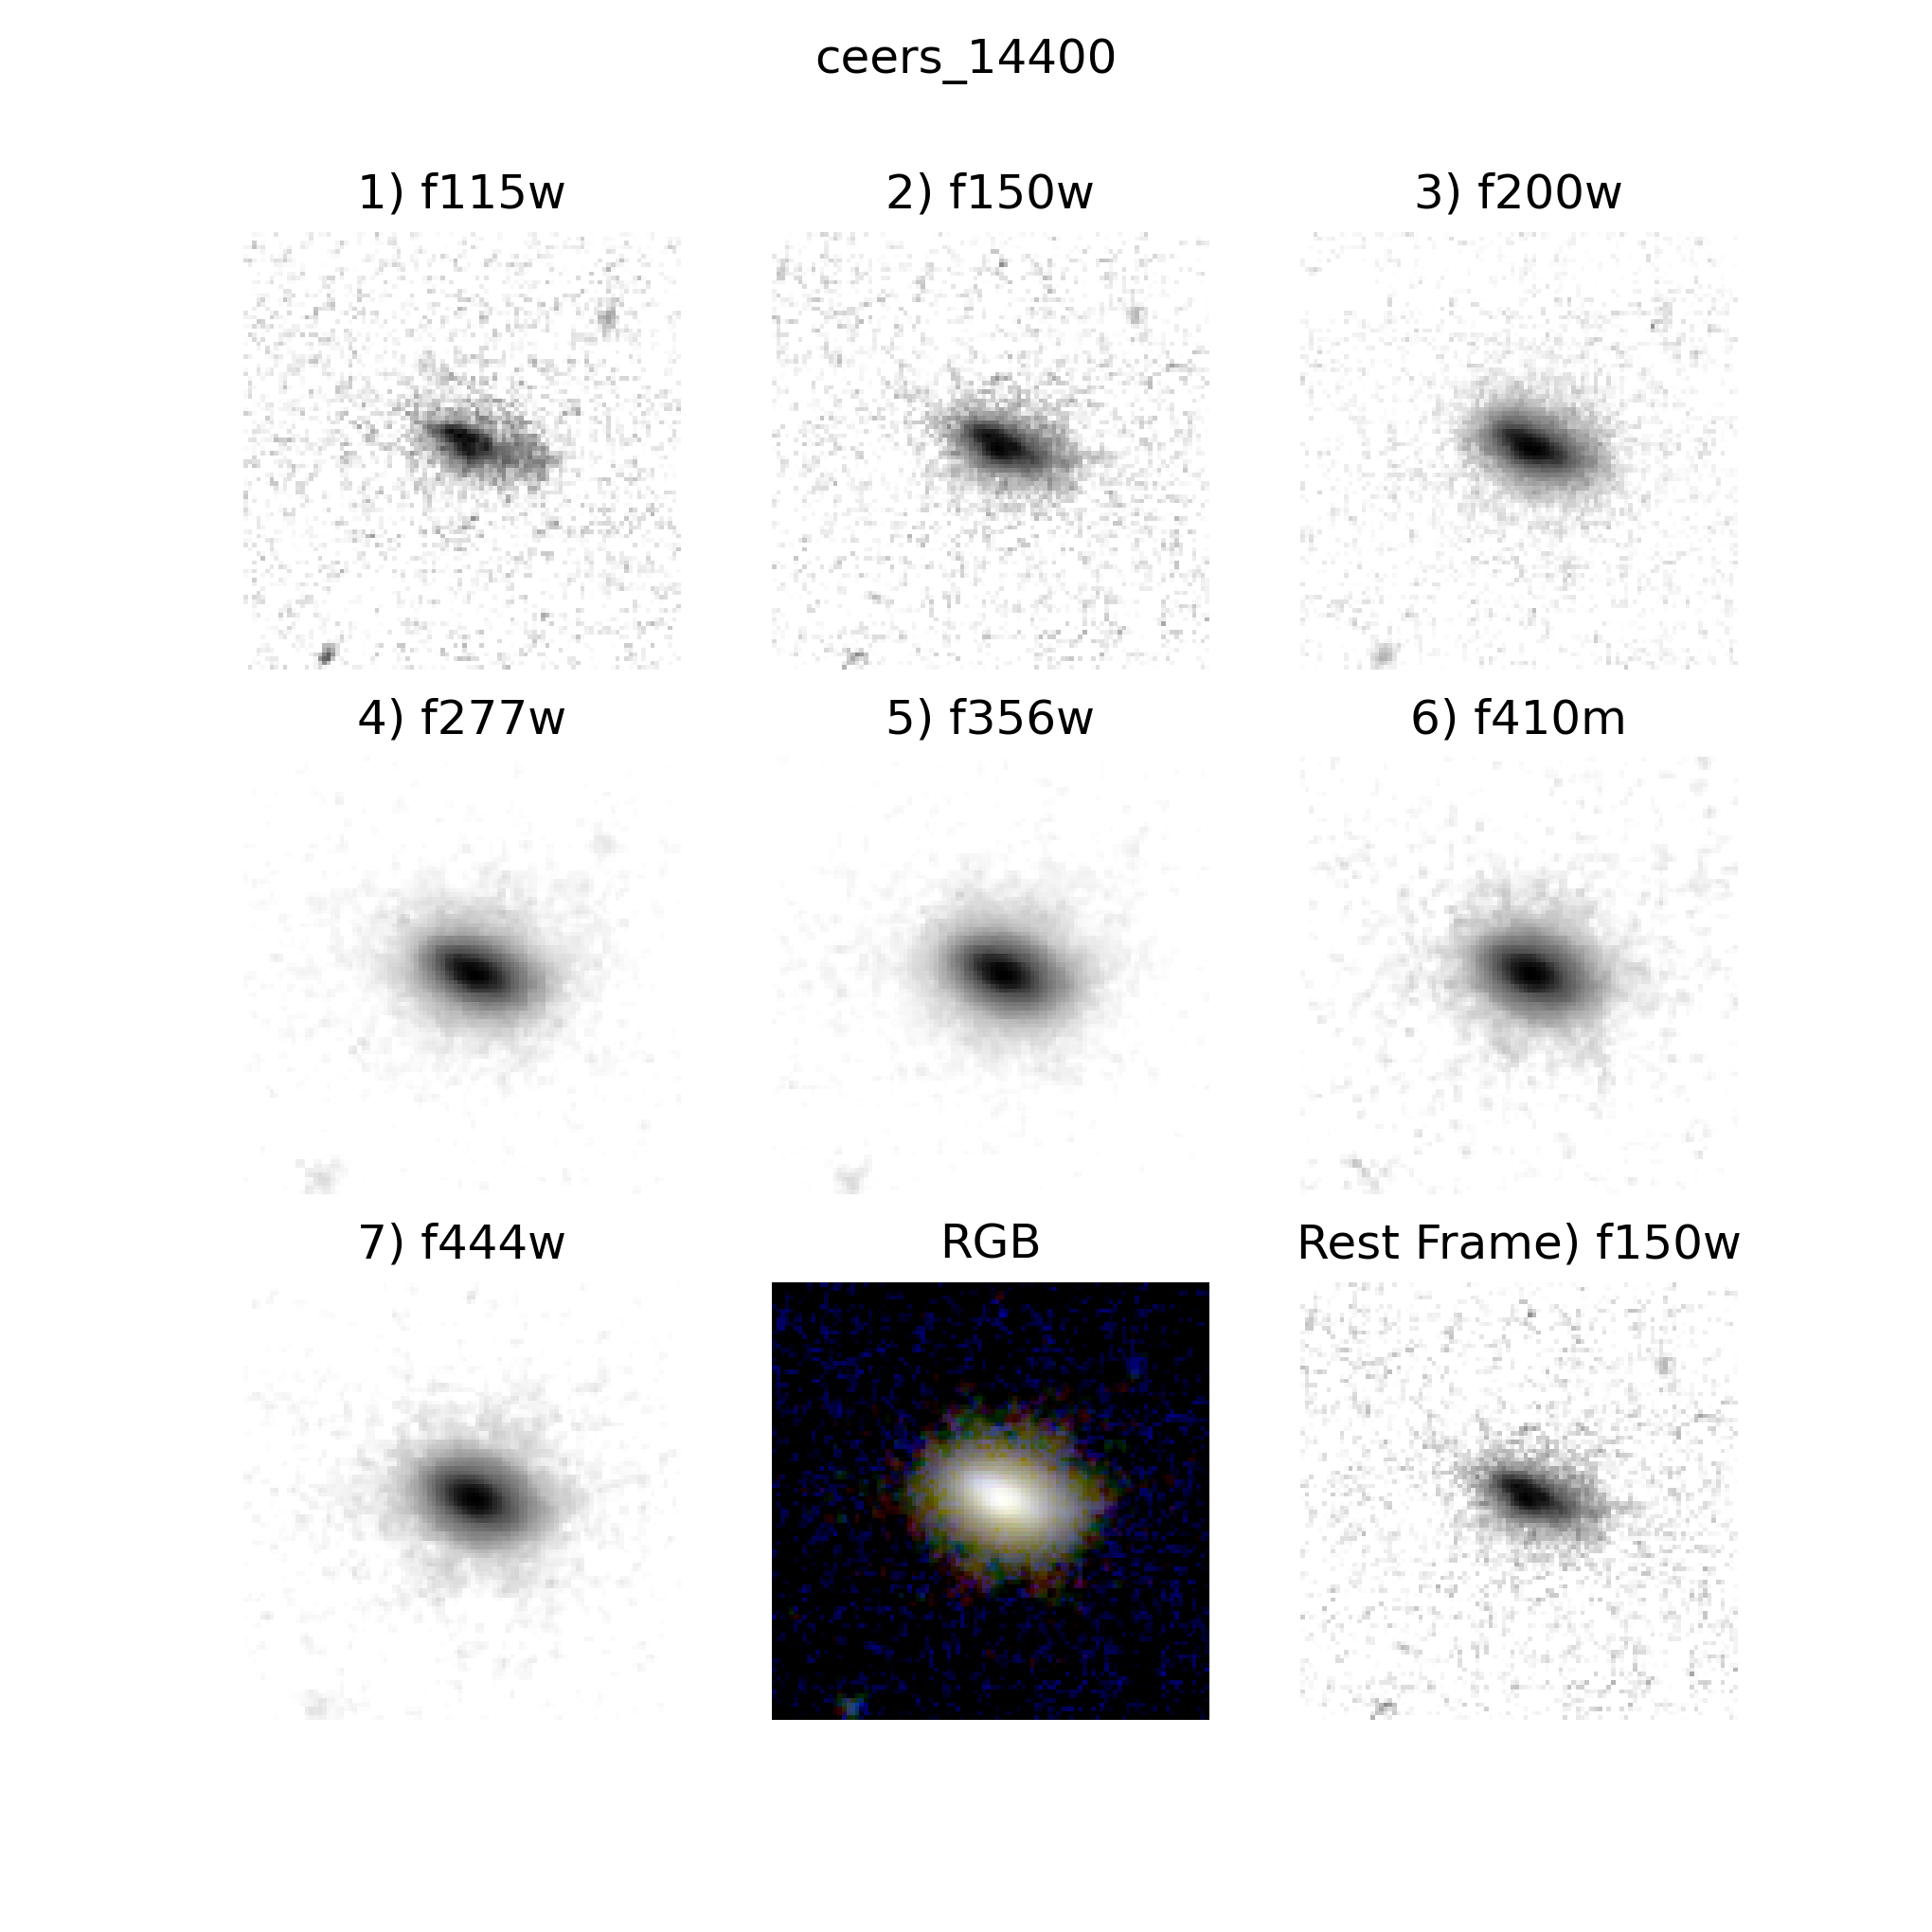 ceers_14400
1) f115w
2) f150w
3) f200w
4) f277w
5) f356w
6) f410m
7) f444w
RGB
Rest Frame) f150w